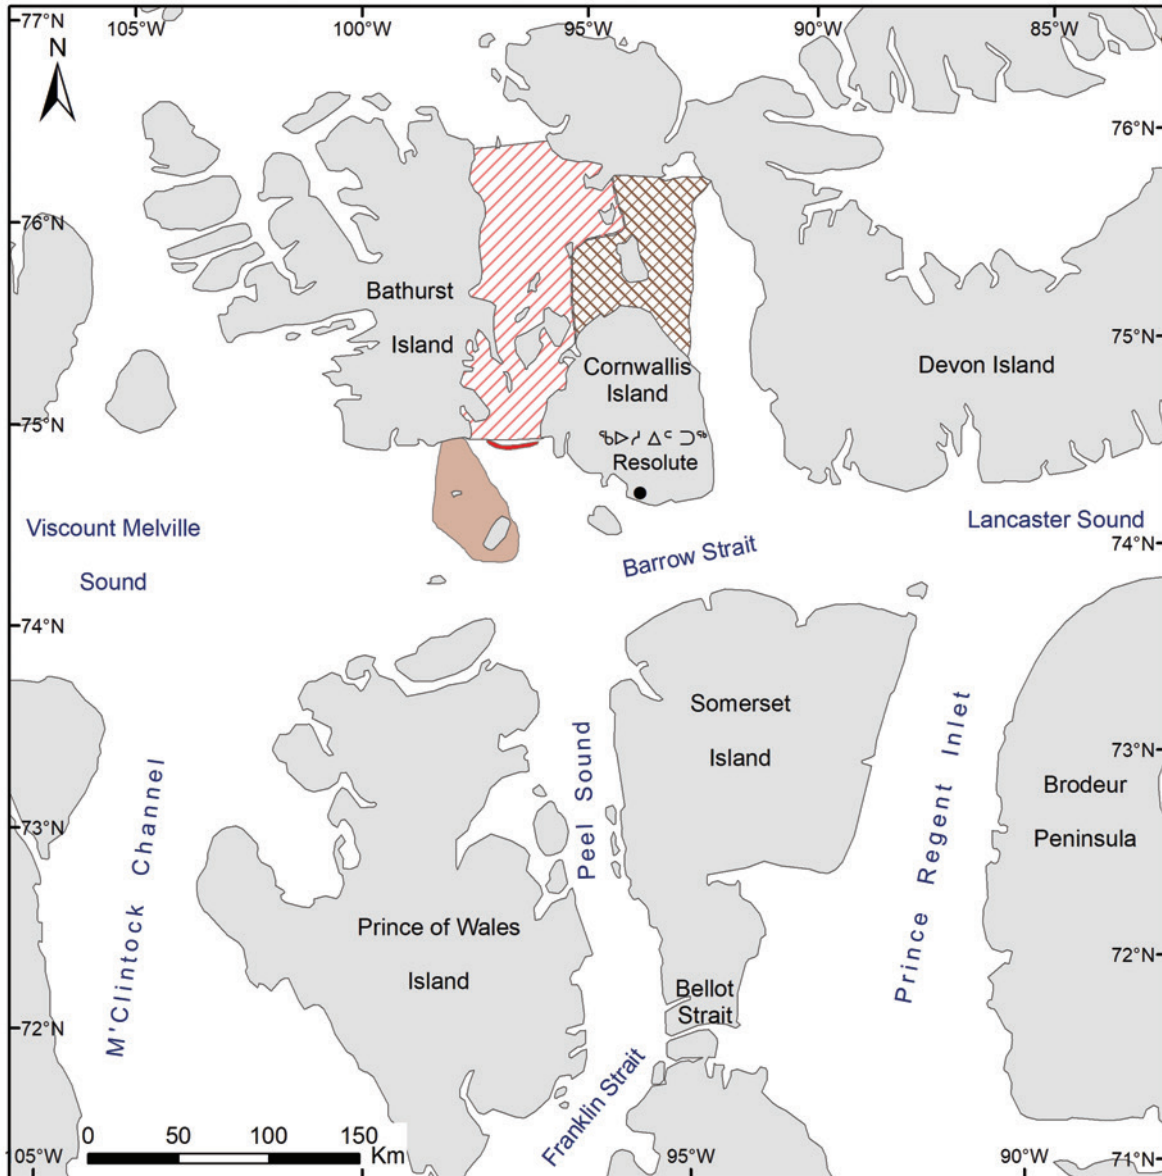 77°N
105°W
100°W
95°W
90°W
85°W
N
76°N
76°N
Bathurst
Island
75°N
Cornwallis
Island
Devon Island
75°N
ᖃᐅᓱᐃᑦᑐᖅ
Resolute
Viscount Melville
Sound
Lancaster Sound
74°N
Barrow Strait
74°N
Somerset
Island
Peel Sound
Prince Regent Inlet
73°N
Brodeur
Peninsula
M'Clintock Channel
73°N
Prince of Wales
Island
72°N
Bellot
Strait
72°N
Franklin Strait
0 50 100 150
Km
05°W
95°W
90°W
71°N